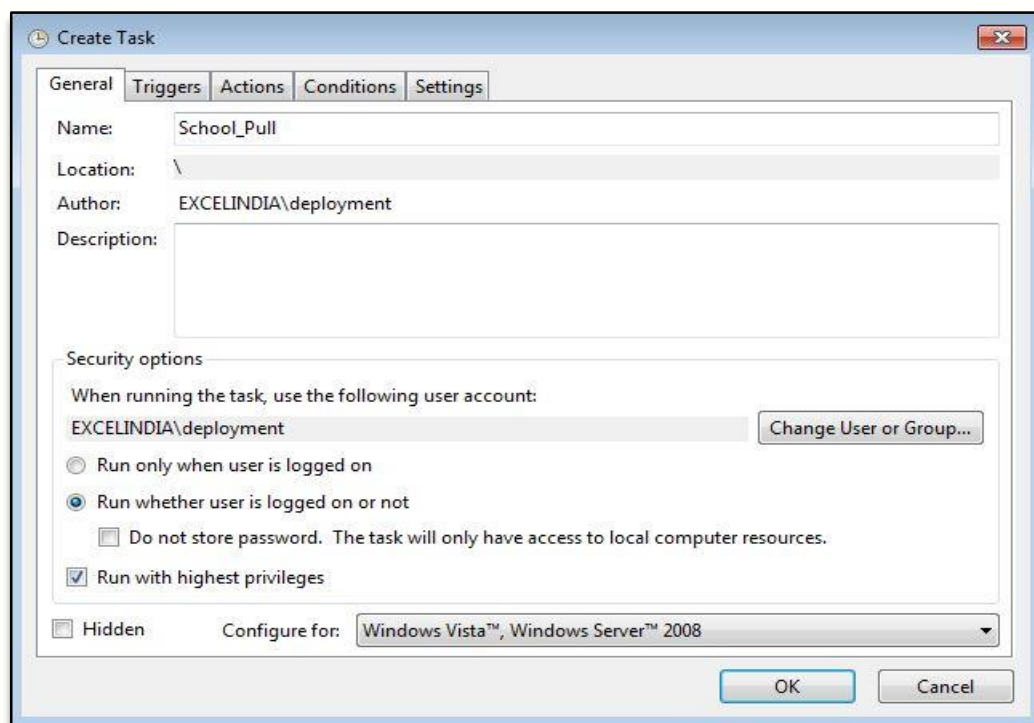 Create Task
General Triggers Actions Conditions Settings
Name: School_Pull
Location: \
Author: EXCELINDIA\deployment
Description:
Security options
When running the task, use the following user account:
EXCELINDIA\deployment Change User or Group...
Run only when user is logged on
Run whether user is logged on or not
Do not store password. The task will only have access to local computer resources.
Run with highest privileges
Hidden Configure for: Windows Vista™, Windows Server™ 2008
OK Cancel